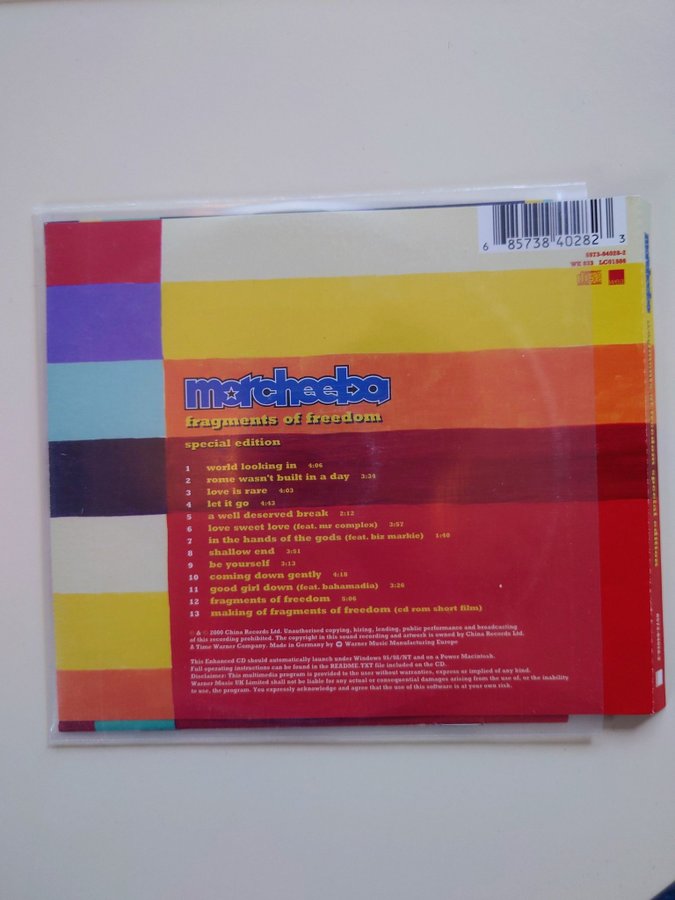 6 85738 40282 3
8573-84028-2
WE 833 LC01666
morcheeba
fragments of freedom
special edition
1 world looking in 4:06
2 rome wasn't built in a day 3:34
3 love is rare 4:03
4 let it go 4:43
5 a well deserved break 2:12
6 love sweet love (feat. mr complex) 3:57
7 in the hands of the gods (feat. biz markie) 1:40
8 shallow end 3:51
9 be yourself 3:13
10 coming down gently 4:18
11 good girl down (feat. bahamadia) 3:26
12 fragments of freedom 5:06
13 making of fragments of freedom (cd rom short film)
℗ & © 2000 China Records Ltd. Unauthorised copying, hiring, lending, public performance and broadcasting
of this recording prohibited. The copyright in this sound recording and artwork is owned by China Records Ltd.
A Time Warner Company. Made in Germany by Warner Music Manufacturing Europe
This Enhanced CD should automatically launch under Windows 95/98/NT and on a Power Macintosh.
Full operating instructions can be found in the README.TXT file included on the CD.
Disclaimer: This multimedia program is provided to the user without warranties, express or implied of any kind.
Warner Music UK Limited shall not be liable for any actual or consequential damages arising from the use of, or the inability
to use, the program. You expressly acknowledge and agree that the use of this software is at your own risk.
morcheeba fragments of freedom special edition